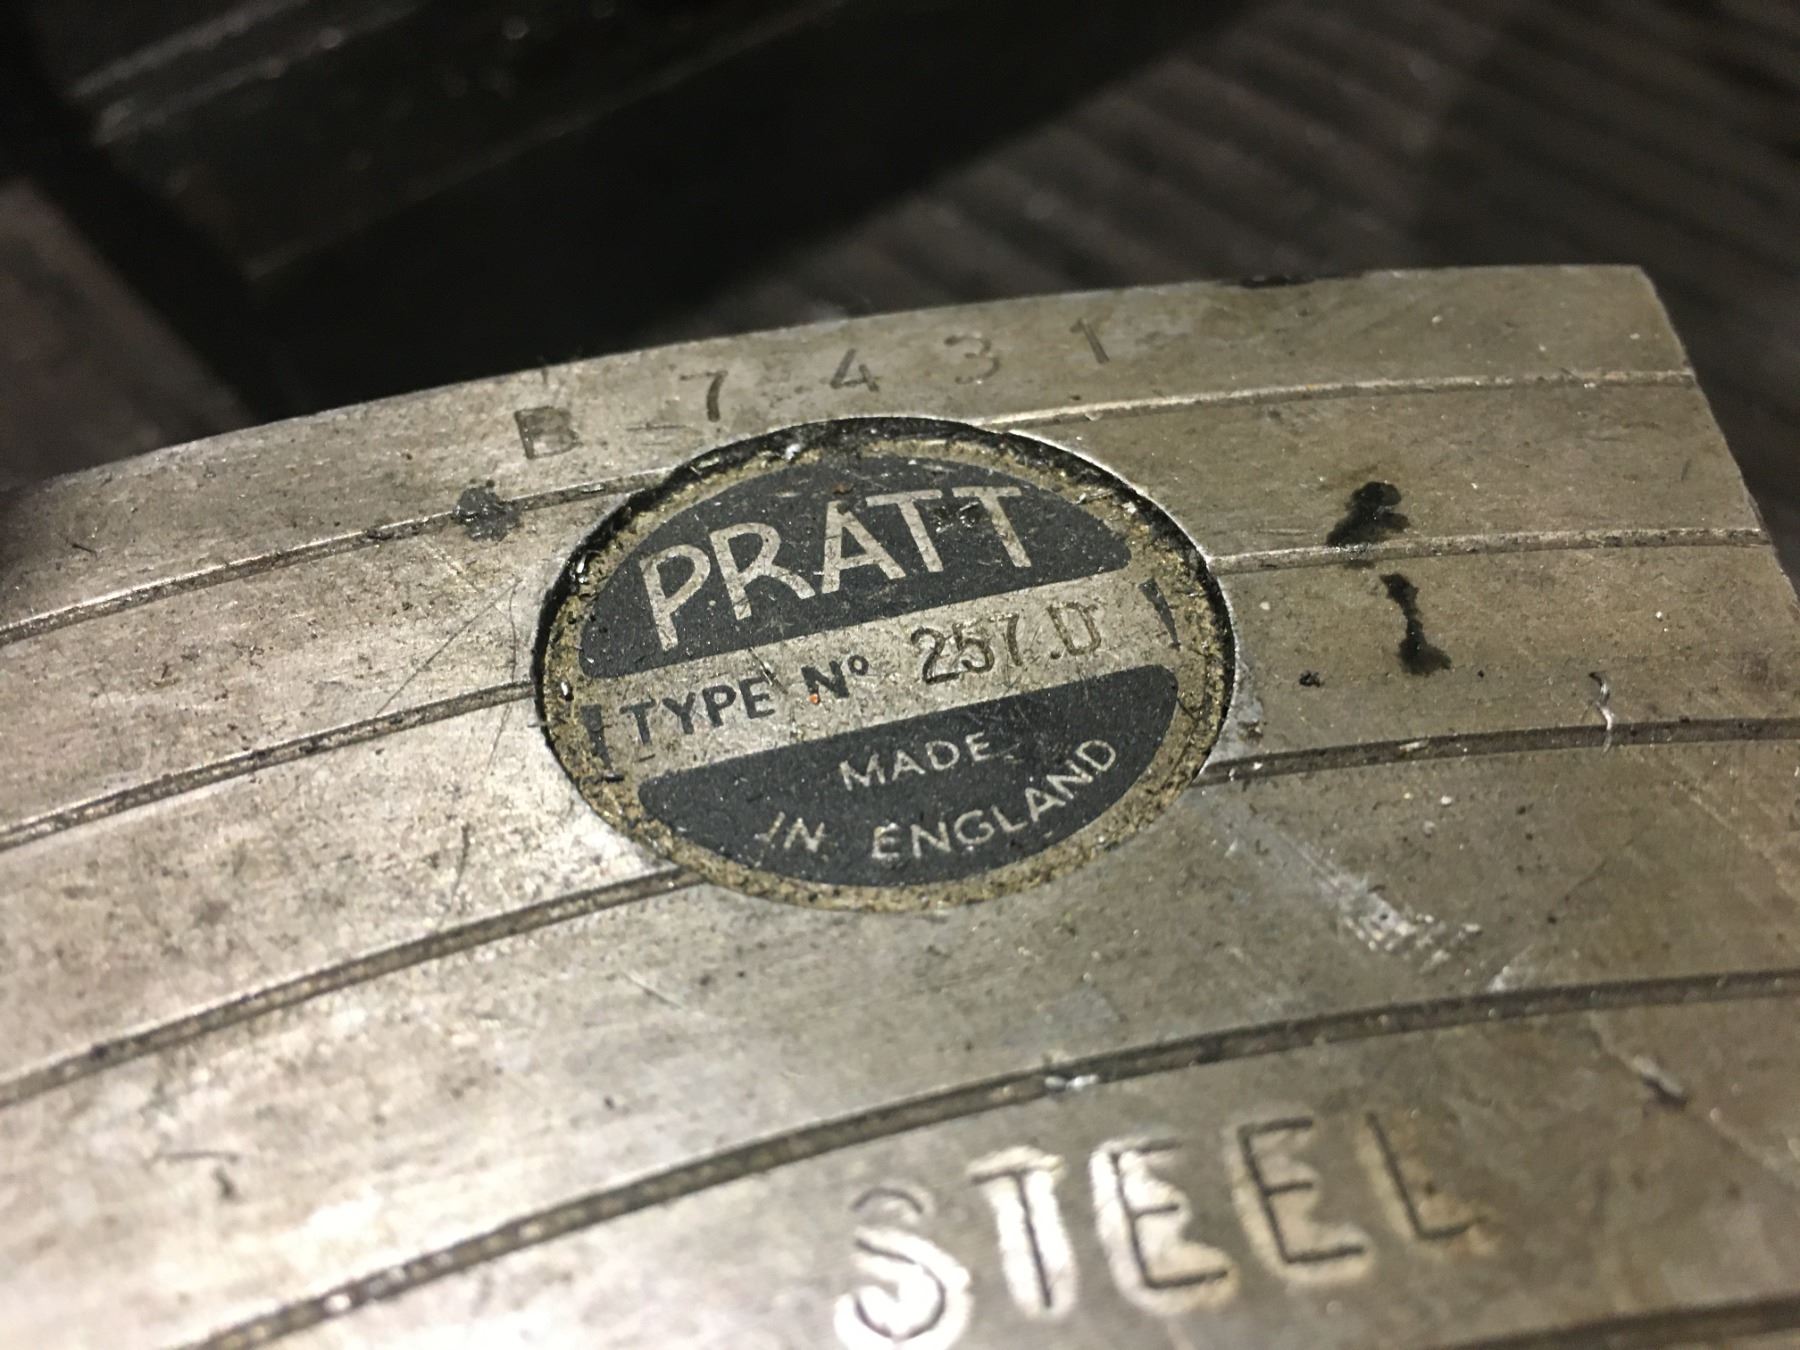 B 7431
PRATT
TYPE Nº 257.D
MADE
IN ENGLAND
STEEL